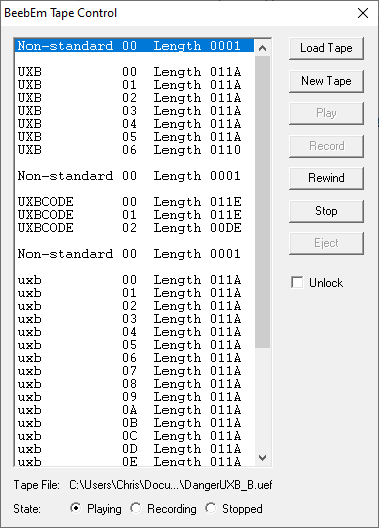 BeebEm Tape Control
Non-standard 00 Length 0001
UXB 00 Length 011A
UXB 01 Length 011A
UXB 02 Length 011A
UXB 03 Length 011A
UXB 04 Length 011A
UXB 05 Length 011A
UXB 06 Length 0110
Non-standard 00 Length 0001
UXBCODE 00 Length 011E
UXBCODE 01 Length 011E
UXBCODE 02 Length 00DE
Non-standard 00 Length 0001
uxb 00 Length 011A
uxb 01 Length 011A
uxb 02 Length 011A
uxb 03 Length 011A
uxb 04 Length 011A
uxb 05 Length 011A
uxb 06 Length 011A
uxb 07 Length 011A
uxb 08 Length 011A
uxb 09 Length 011A
uxb 0A Length 011A
uxb 0B Length 011A
uxb 0C Length 011A
uxb 0D Length 011A
uxb 0E Length 011A
Load Tape
New Tape
Play
Record
Rewind
Stop
Eject
Unlock
Tape File: C:\Users\Chris\Docu...\DangerUXB_B.uef
State: Playing Recording Stopped